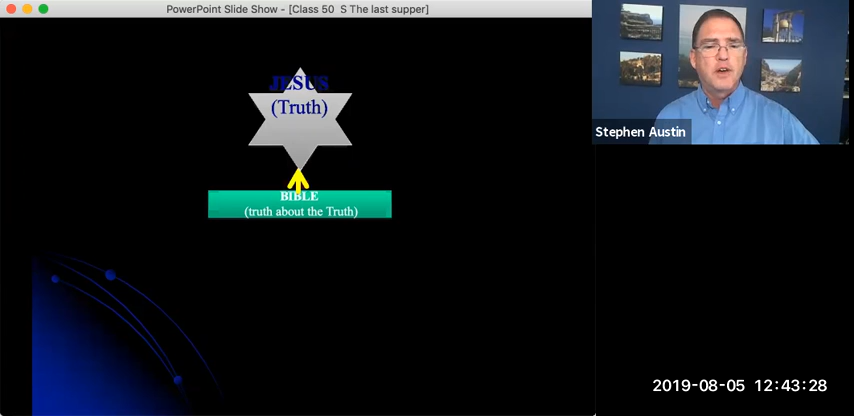 PowerPoint Slide Show - [Class 50 S The last supper]
JESUS
(Truth)
BIBLE
(truth about the Truth)
Stephen Austin
2019-08-05 12:43:28